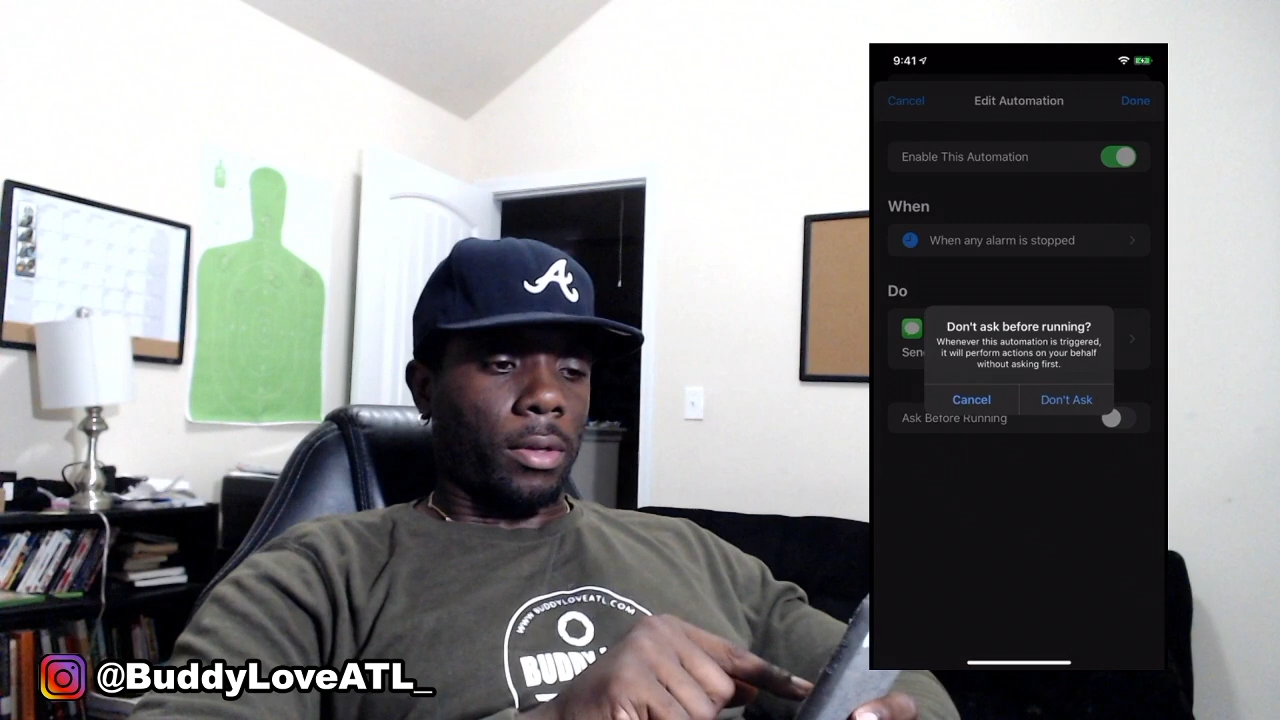 9:41
Cancel Edit Automation Done
Enable This Automation
When
When any alarm is stopped
Do
Don't ask before running?
Whenever this automation is triggered,
it will perform actions on your behalf
without asking first.
Cancel Don't Ask
Ask Before Running
A
WWW.BUDDYLOVEATL.COM
@BuddyLoveATL_